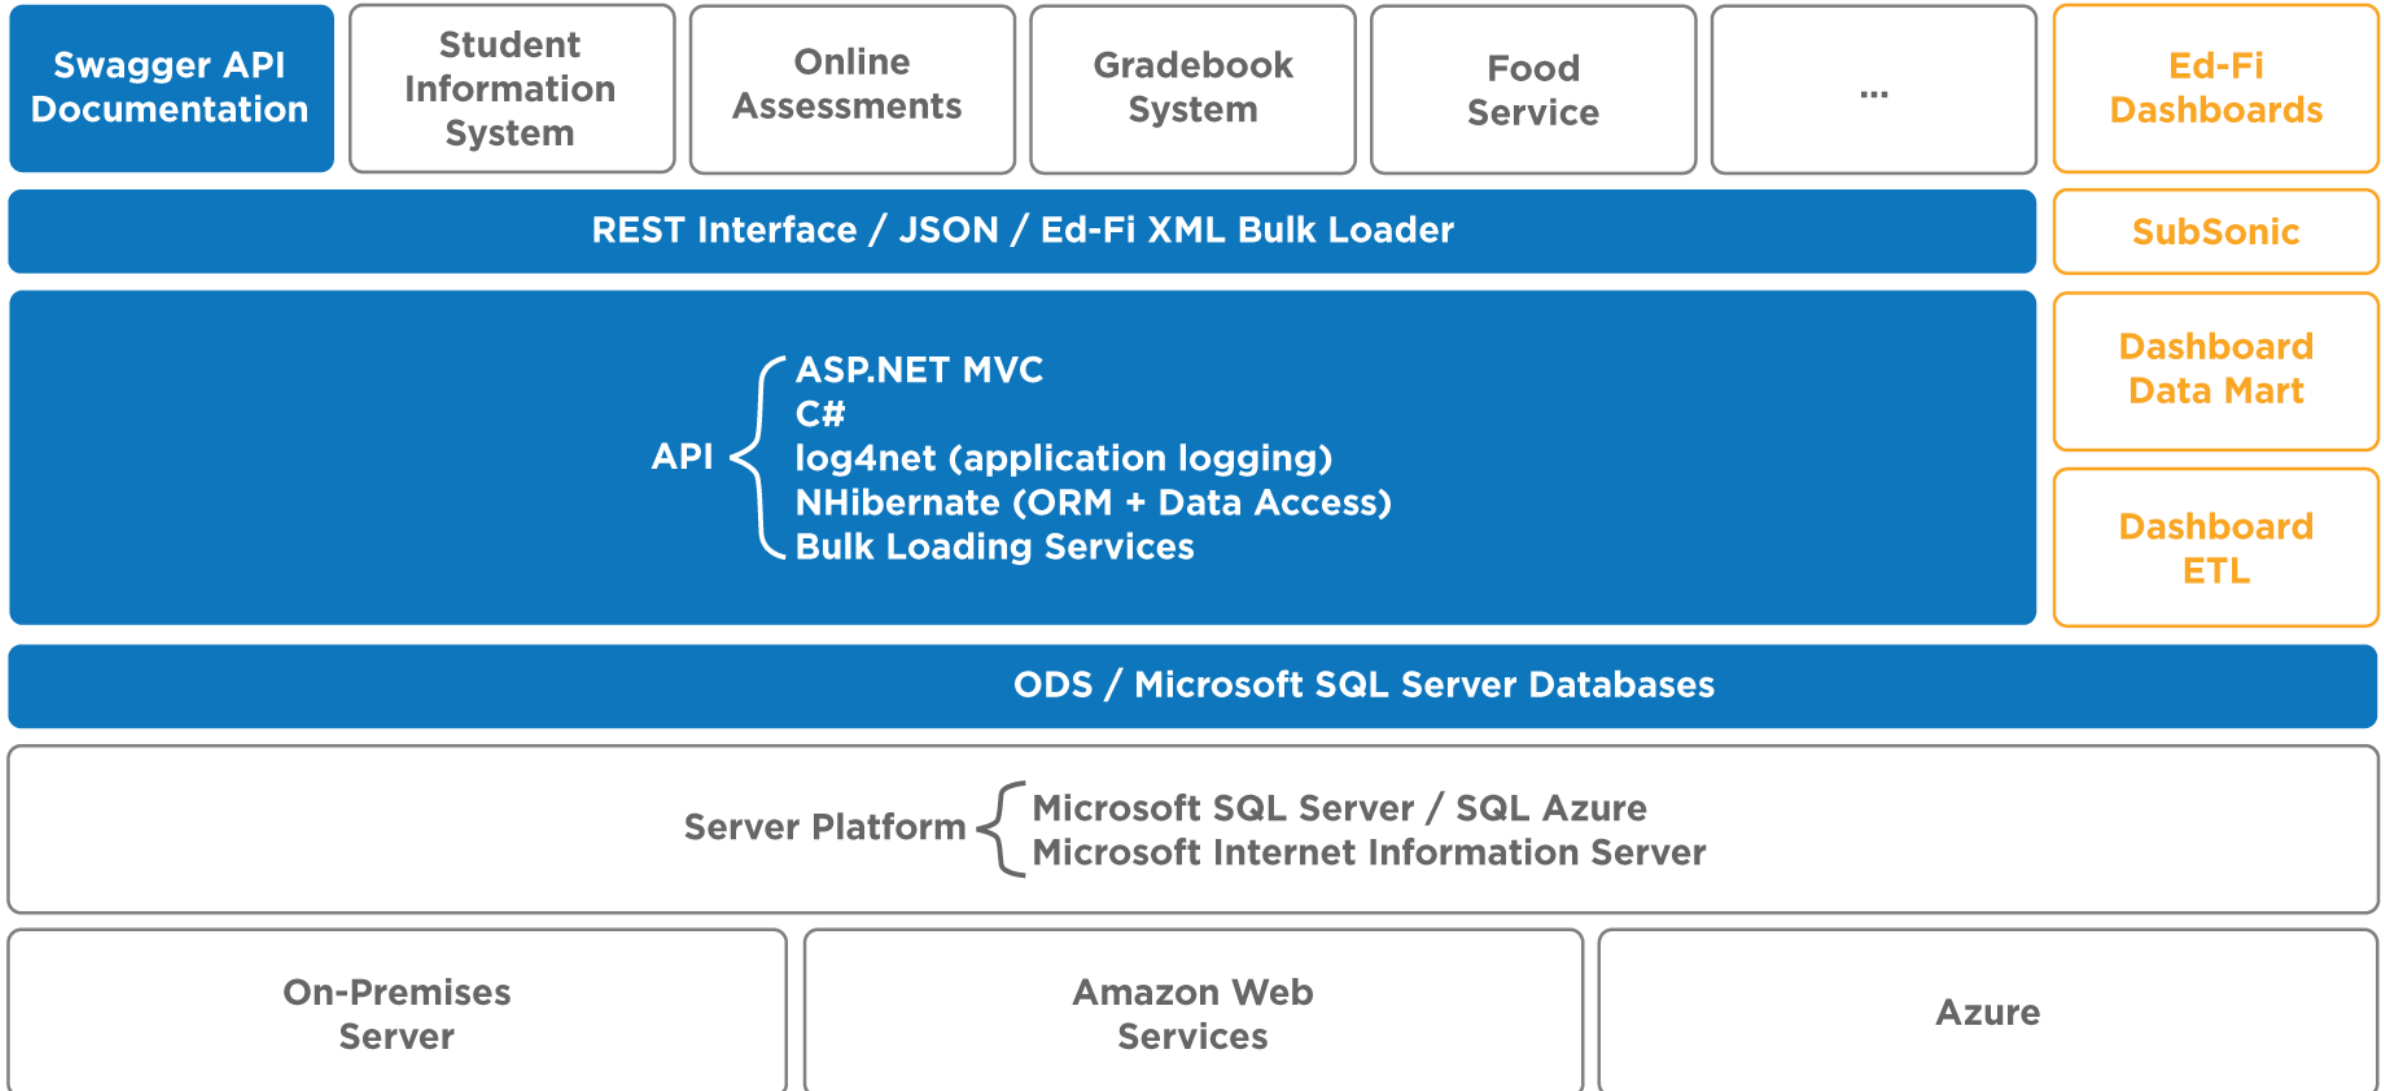 Swagger API
Documentation
Student
Information
System
Online
Assessments
Gradebook
System
Food
Service
...
Ed-Fi
Dashboards
REST Interface / JSON / Ed-Fi XML Bulk Loader
SubSonic
API
ASP.NET MVC
C#
log4net (application logging)
NHibernate (ORM + Data Access)
Bulk Loading Services
Dashboard
Data Mart
Dashboard
ETL
ODS / Microsoft SQL Server Databases
Server Platform
Microsoft SQL Server / SQL Azure
Microsoft Internet Information Server
On-Premises
Server
Amazon Web
Services
Azure